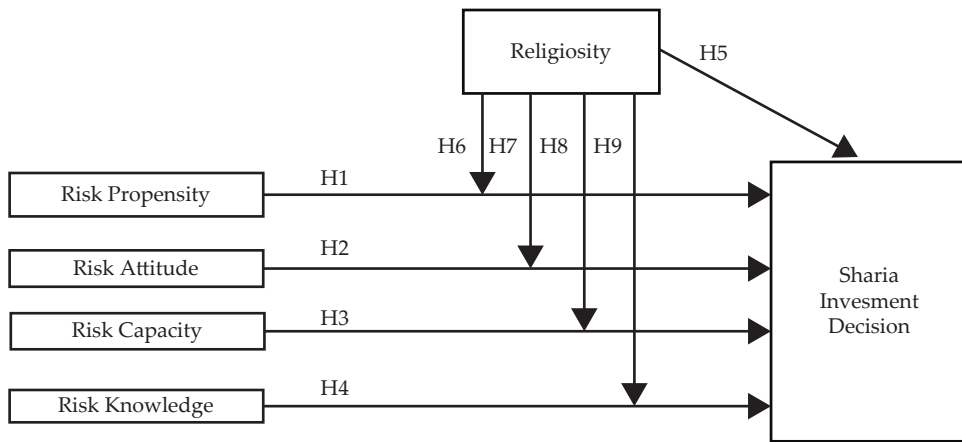 Religiosity
H5
H6 H7 H8 H9
H1
Risk Propensity
H2
Risk Attitude
Sharia
Invesment
Decision
H3
Risk Capacity
H4
Risk Knowledge